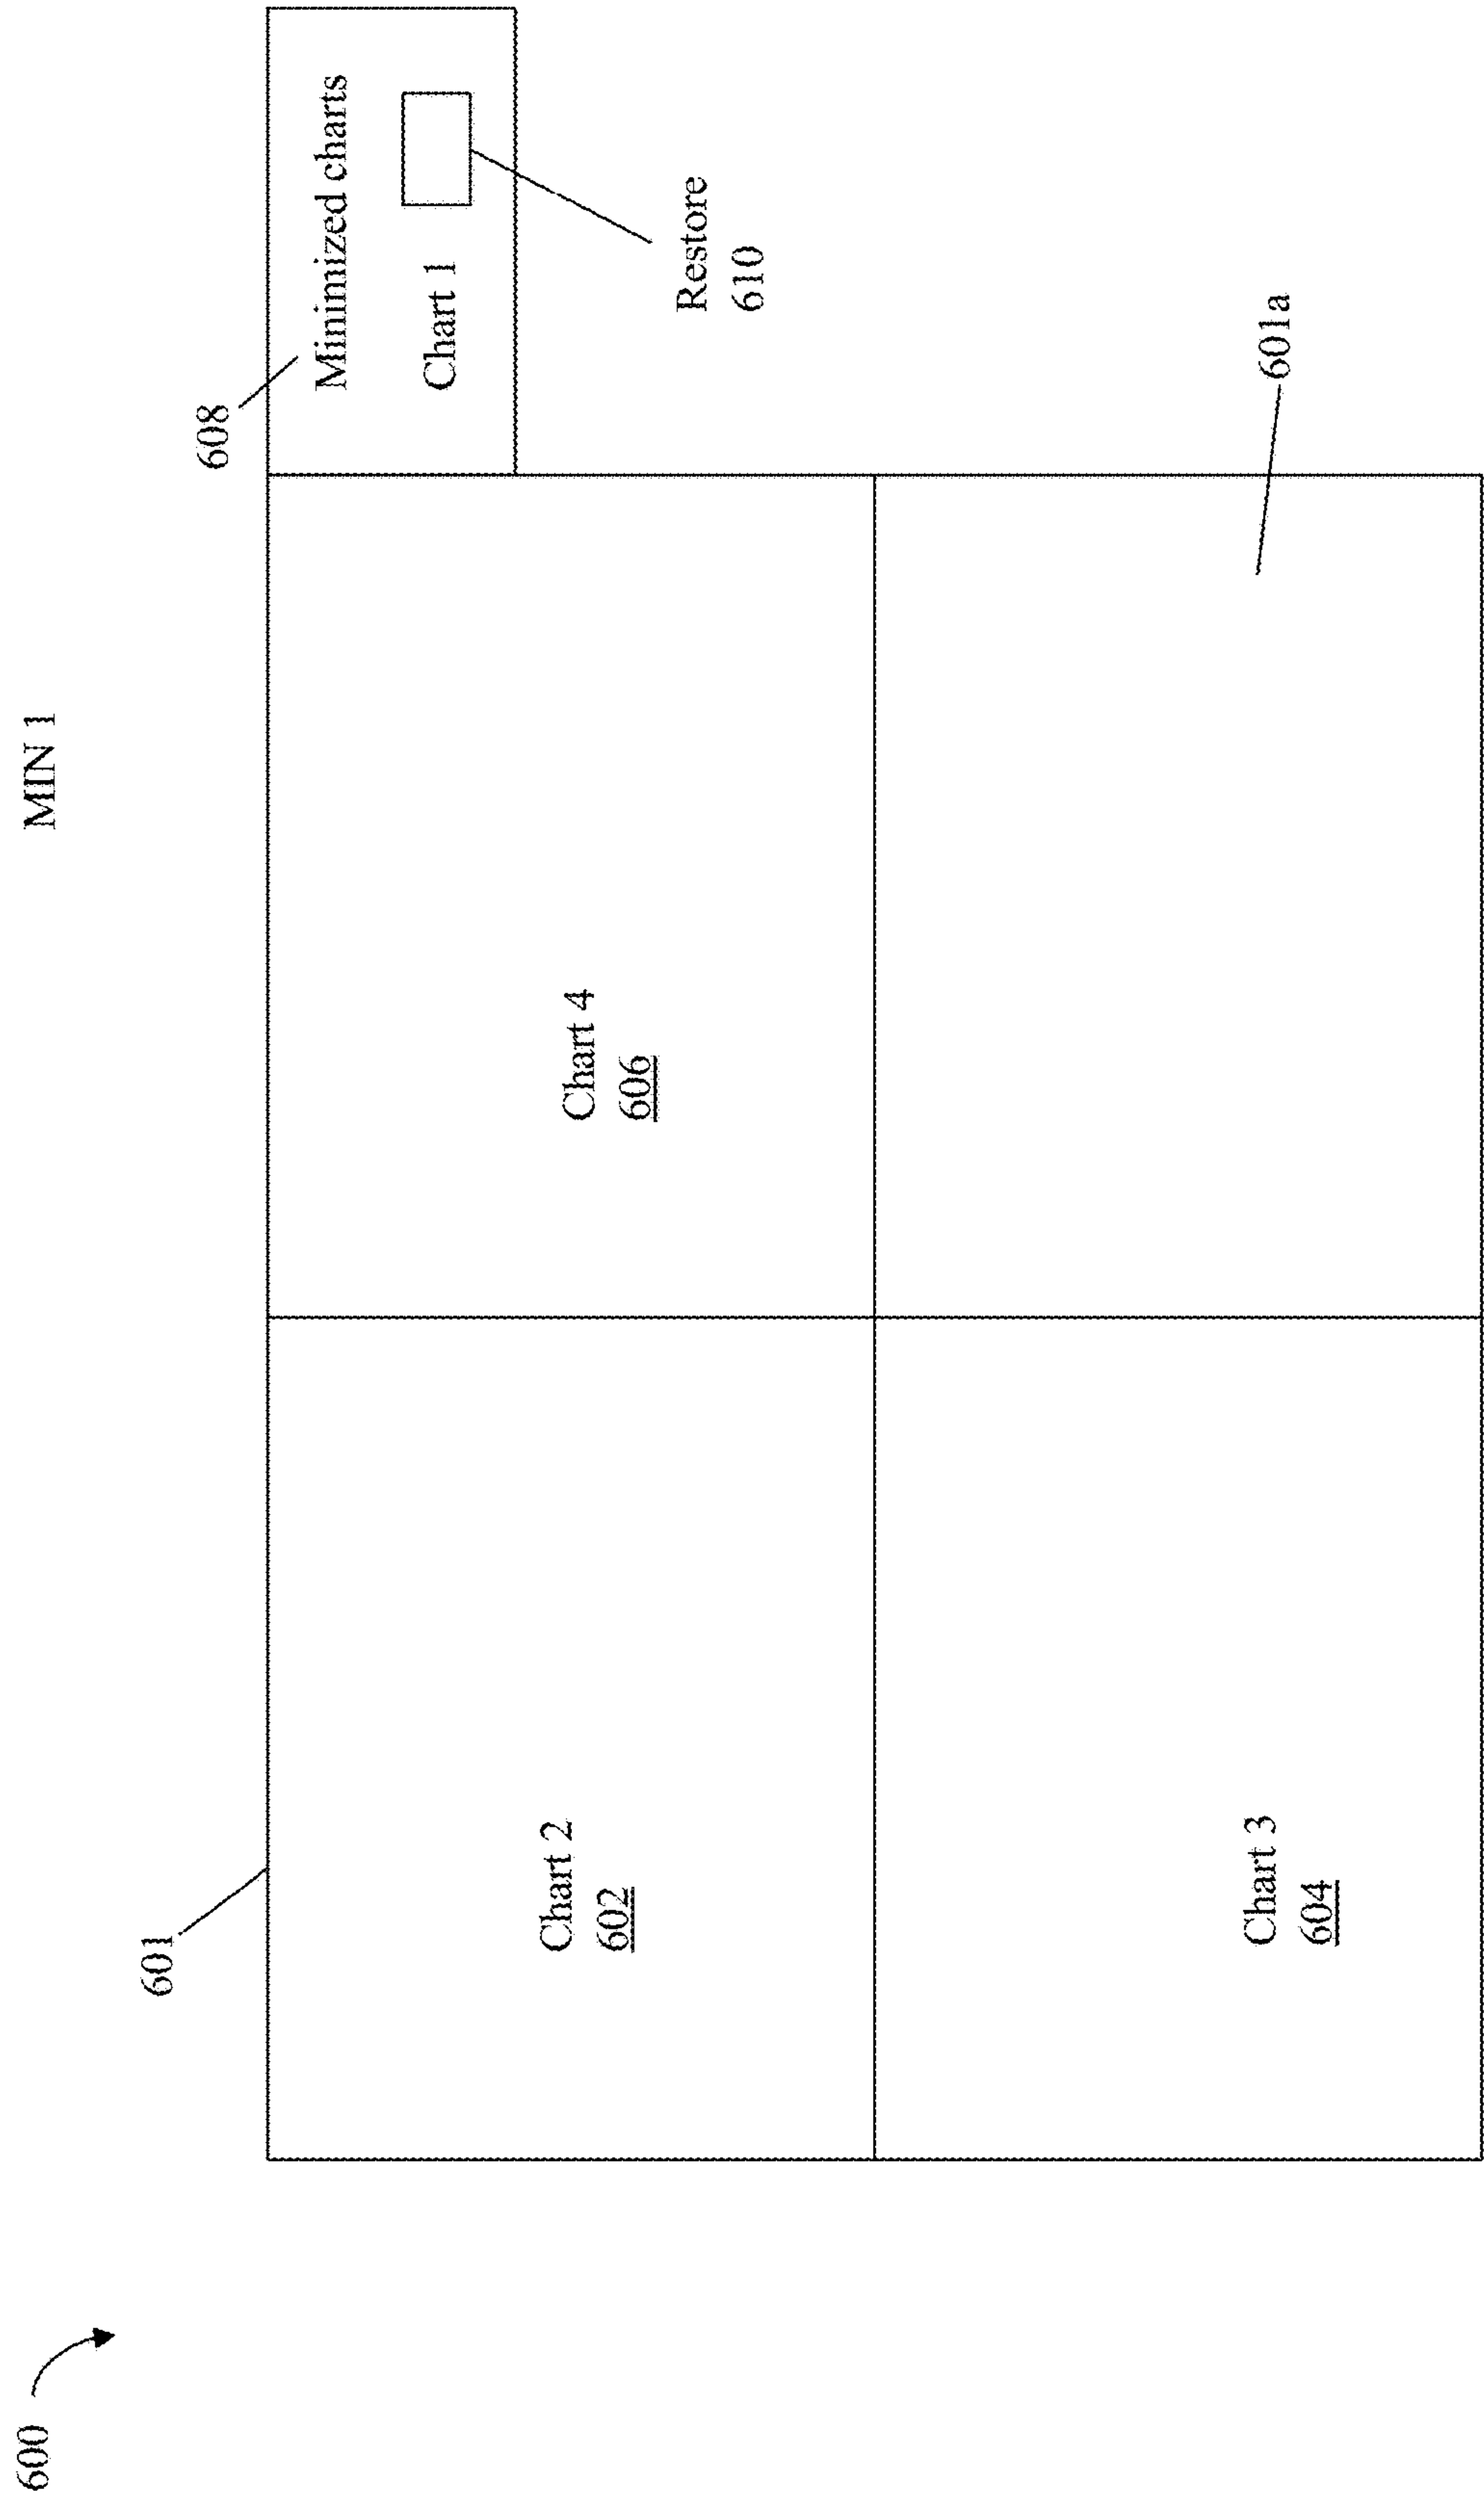 600
MIN 1
601
608
Minimized charts
Chart 1
Restore
610
Chart 2
602
Chart 4
606
Chart 3
604
601a